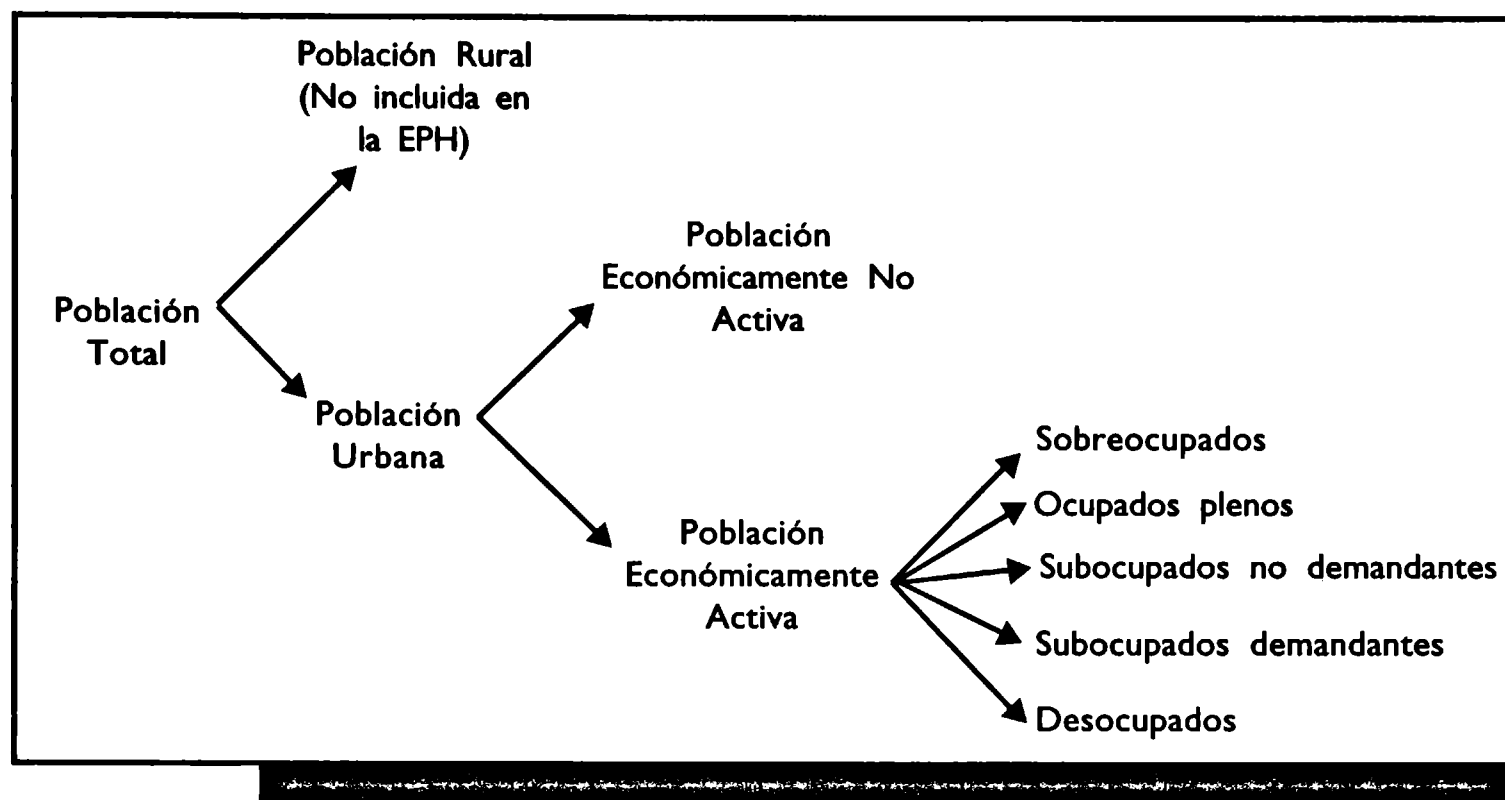 Población Rural
(No incluida en
la EPH)
Población
Económicamente No
Activa
Población
Total
Población
Urbana
Sobreocupados
Ocupados plenos
Población
Económicamente
Activa
Subocupados no demandantes
Subocupados demandantes
Desocupados